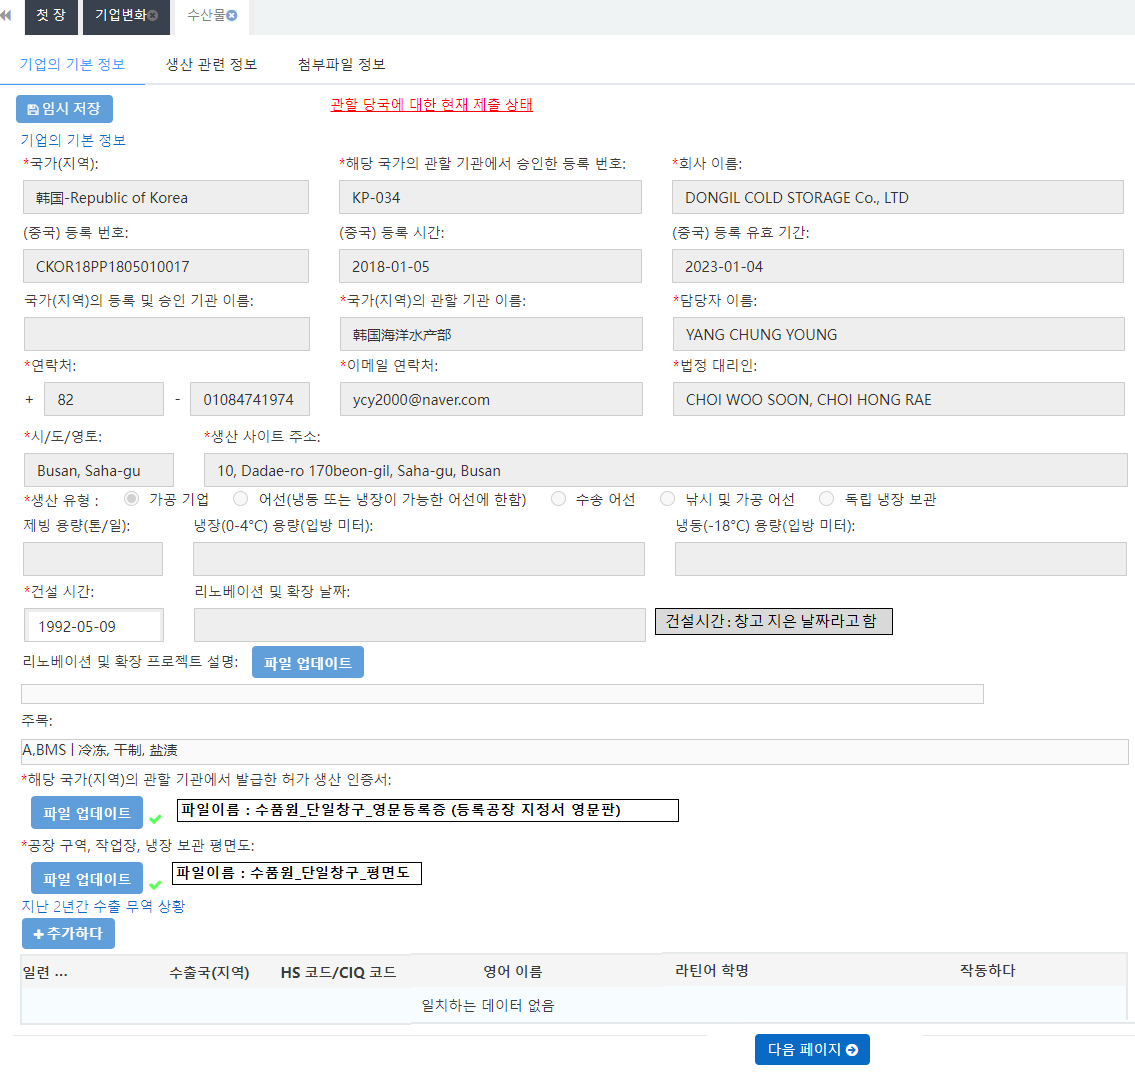 첫 장 기업변화 수산물
기업의 기본 정보 생산 관련 정보 첨부파일 정보
임시 저장 관할 당국에 대한 현재 제출 상태
기업의 기본 정보
*국가(지역): *해당 국가의 관할 기관에서 승인한 등록 번호: *회사 이름:
韩国-Republic of Korea KP-034 DONGIL COLD STORAGE Co., LTD
(중국) 등록 번호: (중국) 등록 시간: (중국) 등록 유효 기간:
CKOR18PP1805010017 2018-01-05 2023-01-04
국가(지역)의 등록 및 승인 기관 이름: *국가(지역)의 관할 기관 이름: *담당자 이름:
韩国海洋水产部 YANG CHUNG YOUNG
*연락처: *이메일 연락처: *법정 대리인:
+ 82 - 01084741974 ycy2000@naver.com CHOI WOO SOON, CHOI HONG RAE
*시/도/영토: *생산 사이트 주소:
Busan, Saha-gu 10, Dadae-ro 170beon-gil, Saha-gu, Busan
*생산 유형 : 가공 기업 어선(냉동 또는 냉장이 가능한 어선에 한함) 수송 어선 낚시 및 가공 어선 독립 냉장 보관
제빙 용량(톤/일): 냉장(0-4°C) 용량(입방 미터): 냉동(-18°C) 용량(입방 미터):
*건설 시간: 리노베이션 및 확장 날짜:
1992-05-09 건설시간 : 창고 지은 날짜라고 함
리노베이션 및 확장 프로젝트 설명: 파일 업데이트
주목:
A,BMS | 冷冻, 干制, 盐渍
*해당 국가(지역)의 관할 기관에서 발급한 허가 생산 인증서:
파일 업데이트 파일이름 : 수품원_단일창구_영문등록증 (등록공장 지정서 영문판)
*공장 구역, 작업장, 냉장 보관 평면도:
파일 업데이트 파일이름 : 수품원_단일창구_평면도
지난 2년간 수출 무역 상황
추가하다
일련 ... 수출국(지역) HS 코드/CIQ 코드 영어 이름 라틴어 학명 작동하다
일치하는 데이터 없음
다음 페이지